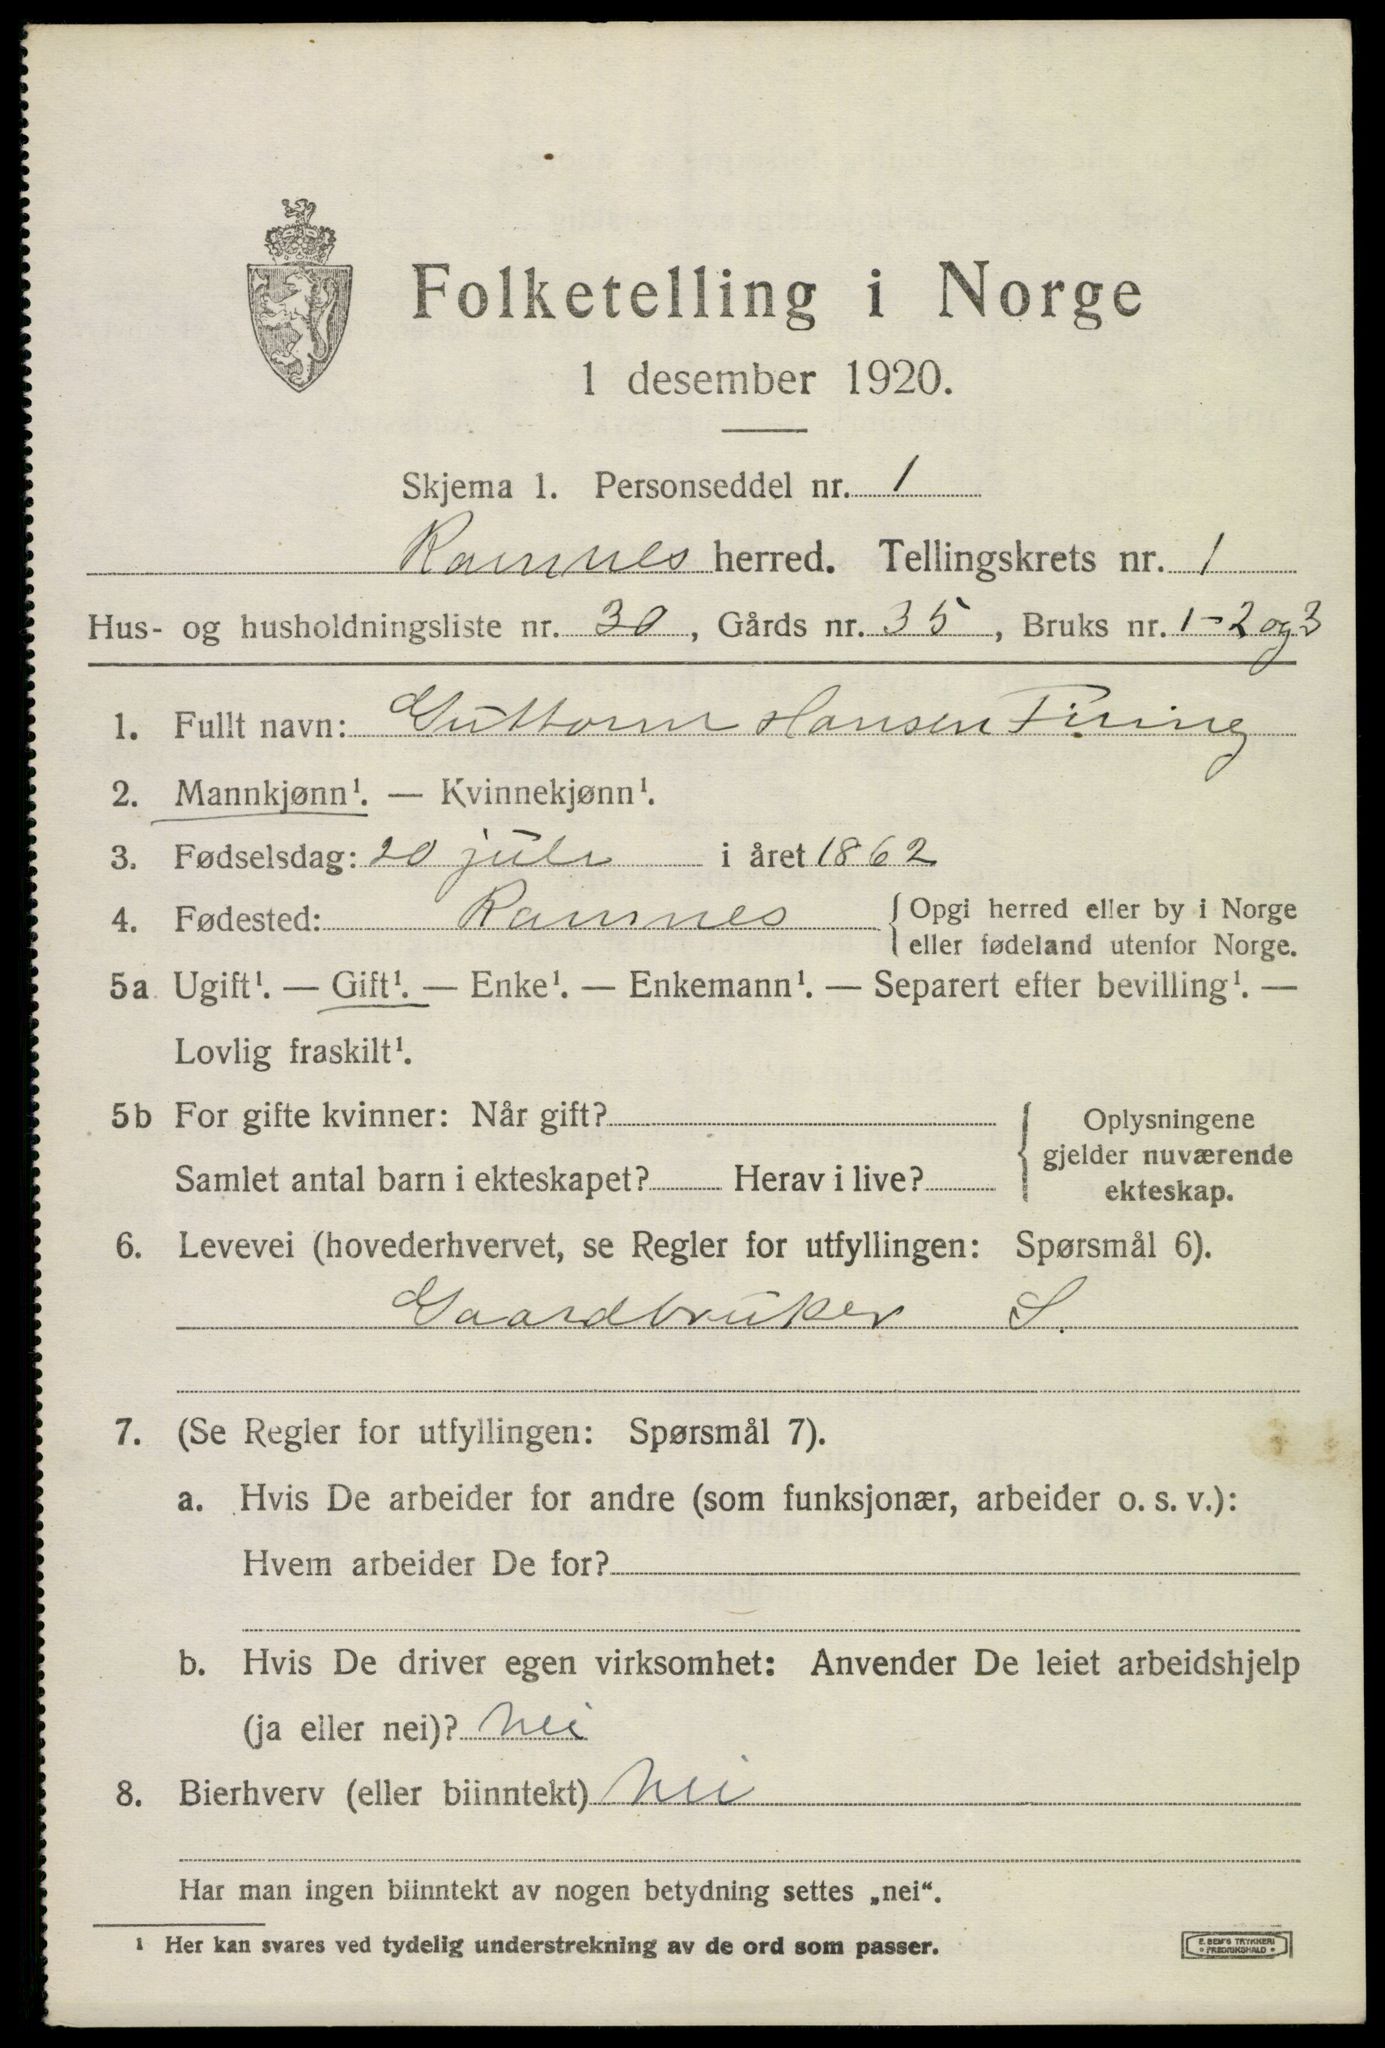 Folketelling i Norge
1 desember 1920.
Skjema 1. Personseddel nr. 1
Ramnes herred. Tellingskrets nr. 1
Hus- og husholdningsliste nr. 30, Gårds nr. 35, Bruks nr. 1-2 og 3
1. Fullt navn: Guttorm Hansen Firing
2. Mannkjønn¹. — Kvinnekjønn¹.
3. Fødselsdag: 20 juli i året 1862
4. Fødested: Ramnes { Opgi herred eller by i Norge
eller fødeland utenfor Norge.
5a Ugift¹. — Gift¹. — Enke¹. — Enkemann¹. — Separert efter bevilling¹. —
Lovlig fraskilt¹.
5b For gifte kvinner: Når gift? { Oplysningene
gjelder nuværende
Samlet antal barn i ekteskapet? Herav i live? ekteskap.
6. Levevei (hovederhvervet, se Regler for utfyllingen: Spørsmål 6).
Gaardbruker S.
7. (Se Regler for utfyllingen: Spørsmål 7).
a. Hvis De arbeider for andre (som funksjonær, arbeider o. s. v.):
Hvem arbeider De for?
b. Hvis De driver egen virksomhet: Anvender De leiet arbeidshjelp
(ja eller nei)? Nei
8. Bierhverv (eller biinntekt) Nei
Har man ingen biinntekt av nogen betydning settes „nei“.
¹ Her kan svares ved tydelig understrekning av de ord som passer.
E. SEM'S TRYKKERI
• FREDRIKSHALD •